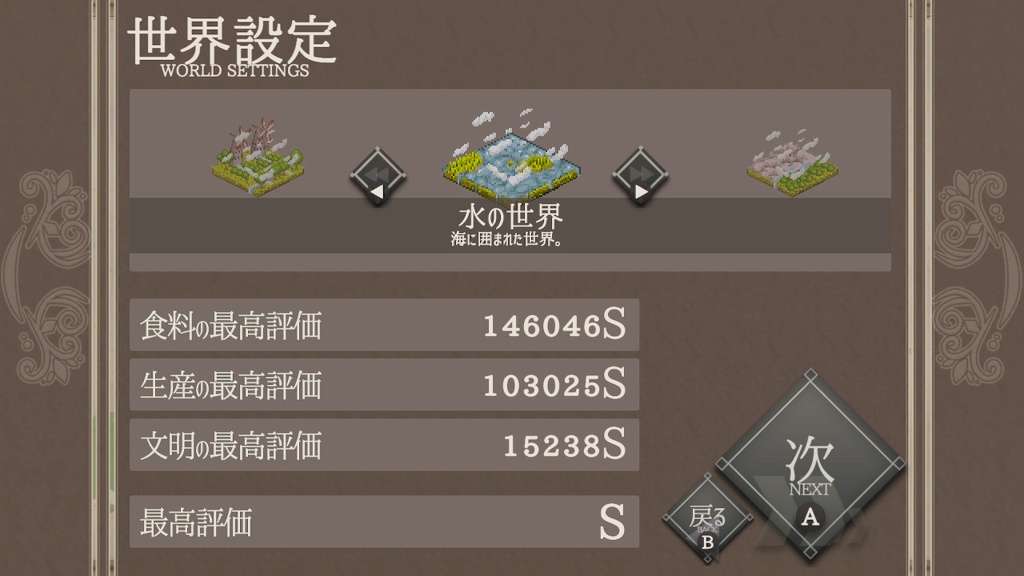 世界設定
WORLD SETTINGS
水の世界
海に囲まれた世界。
食料の最高評価 146046S
生産の最高評価 103025S
文明の最高評価 15238S
最高評価 S
次
NEXT
A
戻る
B